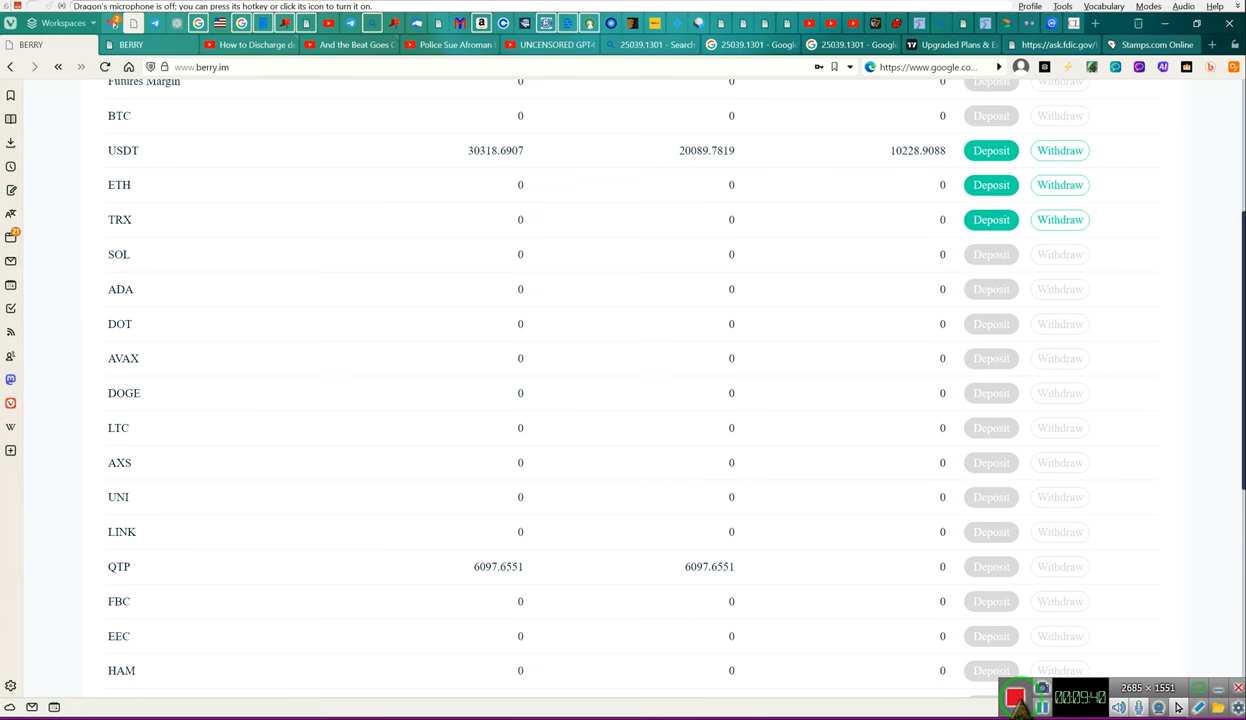 Dragon's microphone is off; you can press its hotkey or click its icon to turn it on.
Profile Tools Vocabulary Modes Audio Help
Workspaces
BERRY BERRY How to Discharge d And the Beat Goes C Police Sue Afroman UNCENSORED GPT4 25039.1301 - Search 25039.1301 - Googl 25039.1301 - Googl Upgraded Plans & E https://ask.fdic.gov/ Stamps.com Online
www.berry.im https://www.google.co...
Futures Margin 0 0 0 Deposit Withdraw
BTC 0 0 0 Deposit Withdraw
USDT 30318.6907 20089.7819 10228.9088 Deposit Withdraw
ETH 0 0 0 Deposit Withdraw
TRX 0 0 0 Deposit Withdraw
SOL 0 0 0 Deposit Withdraw
ADA 0 0 0 Deposit Withdraw
DOT 0 0 0 Deposit Withdraw
AVAX 0 0 0 Deposit Withdraw
DOGE 0 0 0 Deposit Withdraw
LTC 0 0 0 Deposit Withdraw
AXS 0 0 0 Deposit Withdraw
UNI 0 0 0 Deposit Withdraw
LINK 0 0 0 Deposit Withdraw
QTP 6097.6551 6097.6551 0 Deposit Withdraw
FBC 0 0 0 Deposit Withdraw
EEC 0 0 0 Deposit Withdraw
HAM 0 0 0 Deposit Withdraw
00:09:40 2685 × 1551